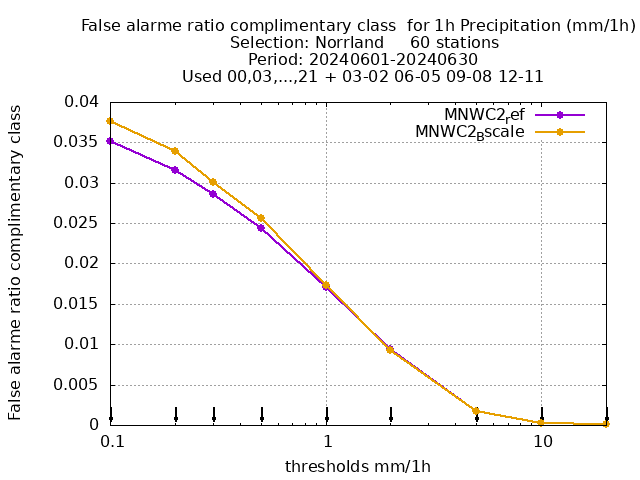 False alarme ratio complimentary class  for 1h Precipitation (mm/1h)
Selection: Norrland     60 stations
Period: 20240601-20240630
Used 00,03,...,21 + 03-02 06-05 09-08 12-11
False alarme ratio complimentary class
MNWC2_ref
MNWC2_Bscale
0.04
0.035
0.03
0.025
0.02
0.015
0.01
0.005
0
0.1
1
10
thresholds mm/1h